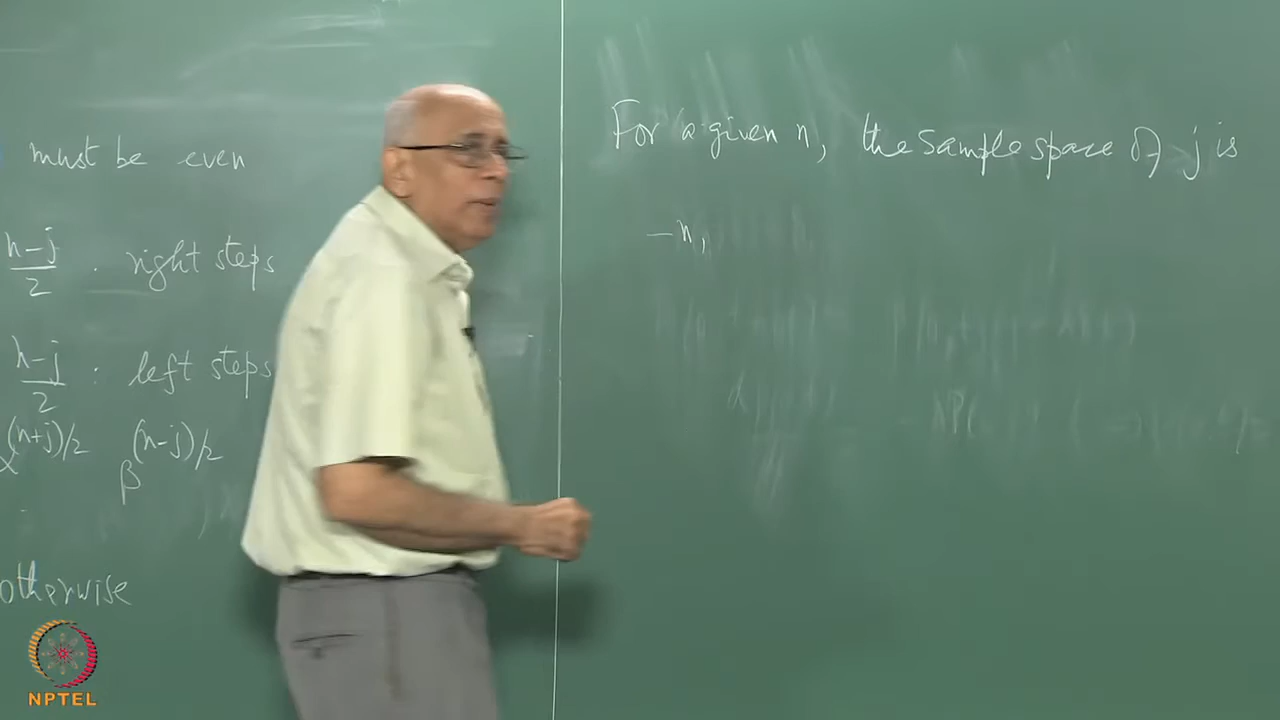 must be even
n-j/2 . right steps
n-j/2 : left steps
α^(n+j)/2 β^(n-j)/2
otherwise
For a given n, the sample space of j is
-n,
NPTEL